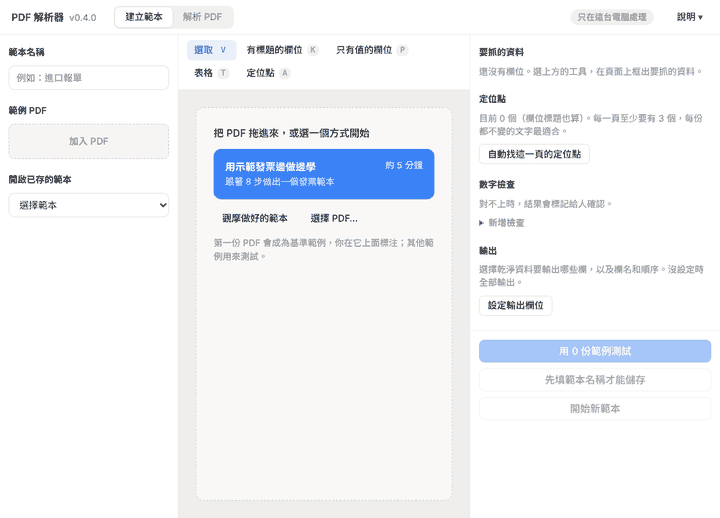 PDF 解析器 v0.4.0 建立範本 解析 PDF 只在這台電腦處理 說明 ▾
範本名稱
例如：進口報單
範例 PDF
加入 PDF
開啟已存的範本
選擇範本
選取 V 有標題的欄位 K 只有值的欄位 P
表格 T 定位點 A
把 PDF 拖進來，或選一個方式開始
用示範發票邊做邊學 約 5 分鐘
跟著 8 步做出一個發票範本
觀摩做好的範本 選擇 PDF…
第一份 PDF 會成為基準範例，你在它上面標注；其他範
例用來測試。
要抓的資料
還沒有欄位。選上方的工具，在頁面上框出要抓的資料。
定位點
目前 0 個（欄位標題也算）。每一頁至少要有 3 個，每份
都不變的文字最適合。
自動找這一頁的定位點
數字檢查
對不上時，結果會標記給人確認。
▶ 新增檢查
輸出
選擇乾淨資料要輸出哪些欄，以及欄名和順序。沒設定時
全部輸出。
設定輸出欄位
用 0 份範例測試
先填範本名稱才能儲存
開始新範本